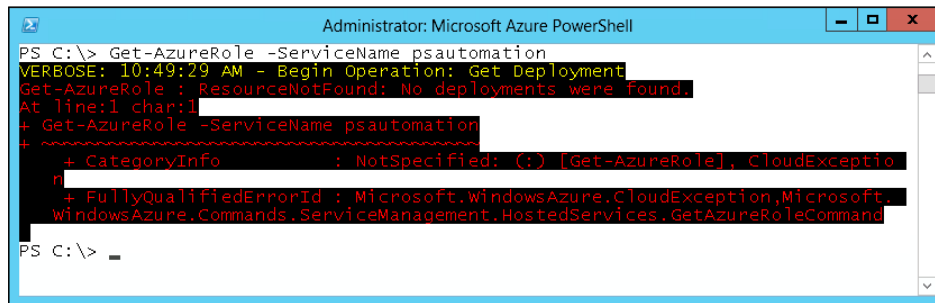 Administrator: Microsoft Azure PowerShell
PS C:\> Get-AzureRole -ServiceName psautomation
VERBOSE: 10:49:29 AM - Begin Operation: Get Deployment
Get-AzureRole : ResourceNotFound: No deployments were found.
At line:1 char:1
+ Get-AzureRole -ServiceName psautomation
+ ~~~~~~~~~~~~~~~~~~~~~~~~~~~~~~~~~~~~~~~
    + CategoryInfo          : NotSpecified: (:) [Get-AzureRole], CloudExceptio
   n
    + FullyQualifiedErrorId : Microsoft.WindowsAzure.CloudException,Microsoft.
   WindowsAzure.Commands.ServiceManagement.HostedServices.GetAzureRoleCommand
PS C:\> _